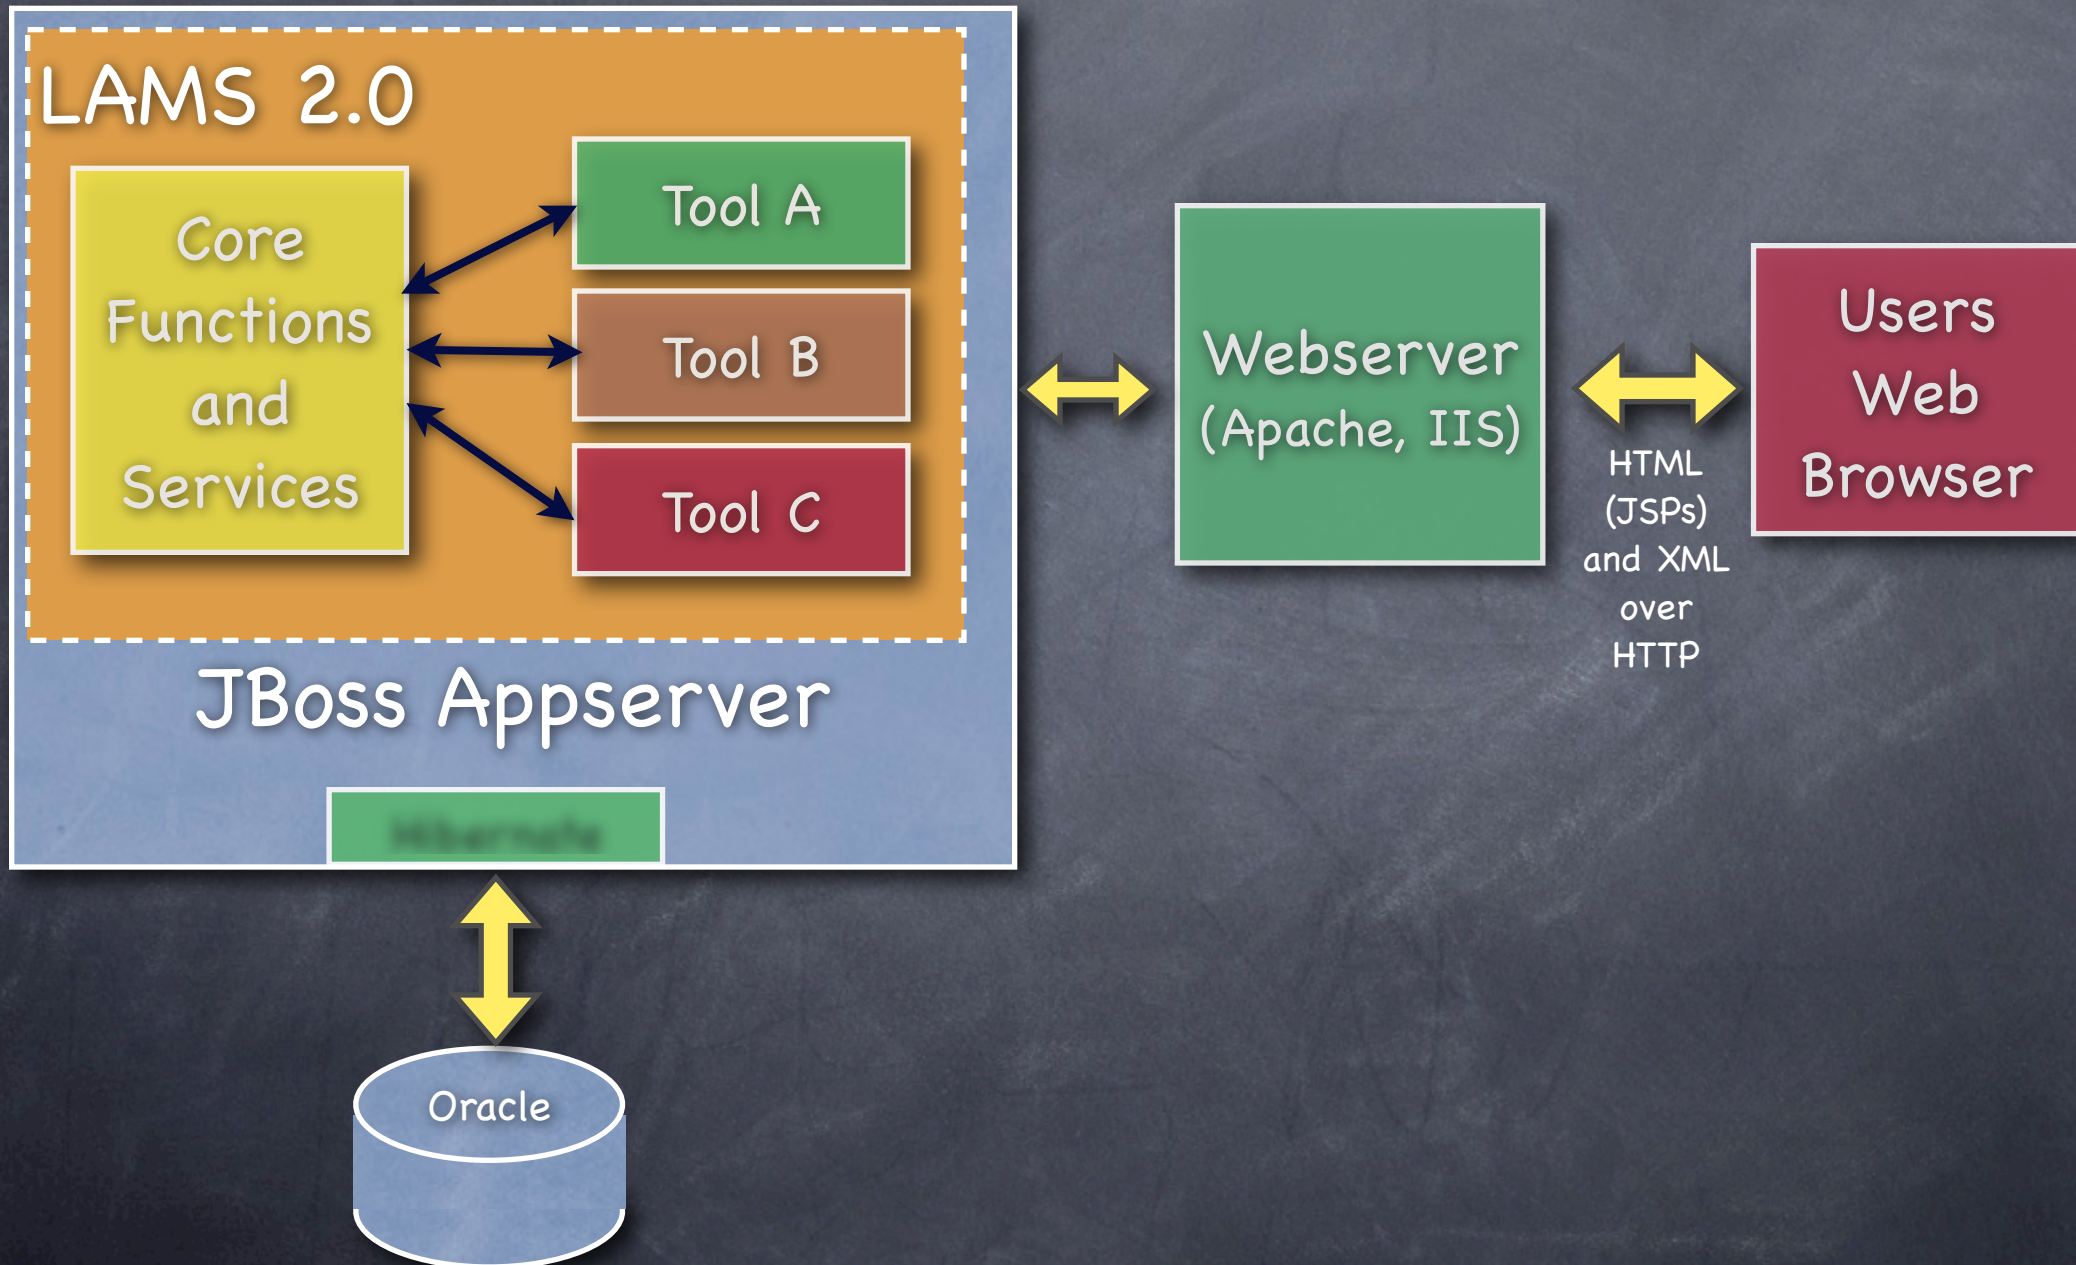 LAMS 2.0
Core
Functions
and
Services
Tool A
Tool B
Tool C
JBoss Appserver
Hibernate
Oracle
Webserver
(Apache, IIS)
HTML
(JSPs)
and XML
over
HTTP
Users
Web
Browser